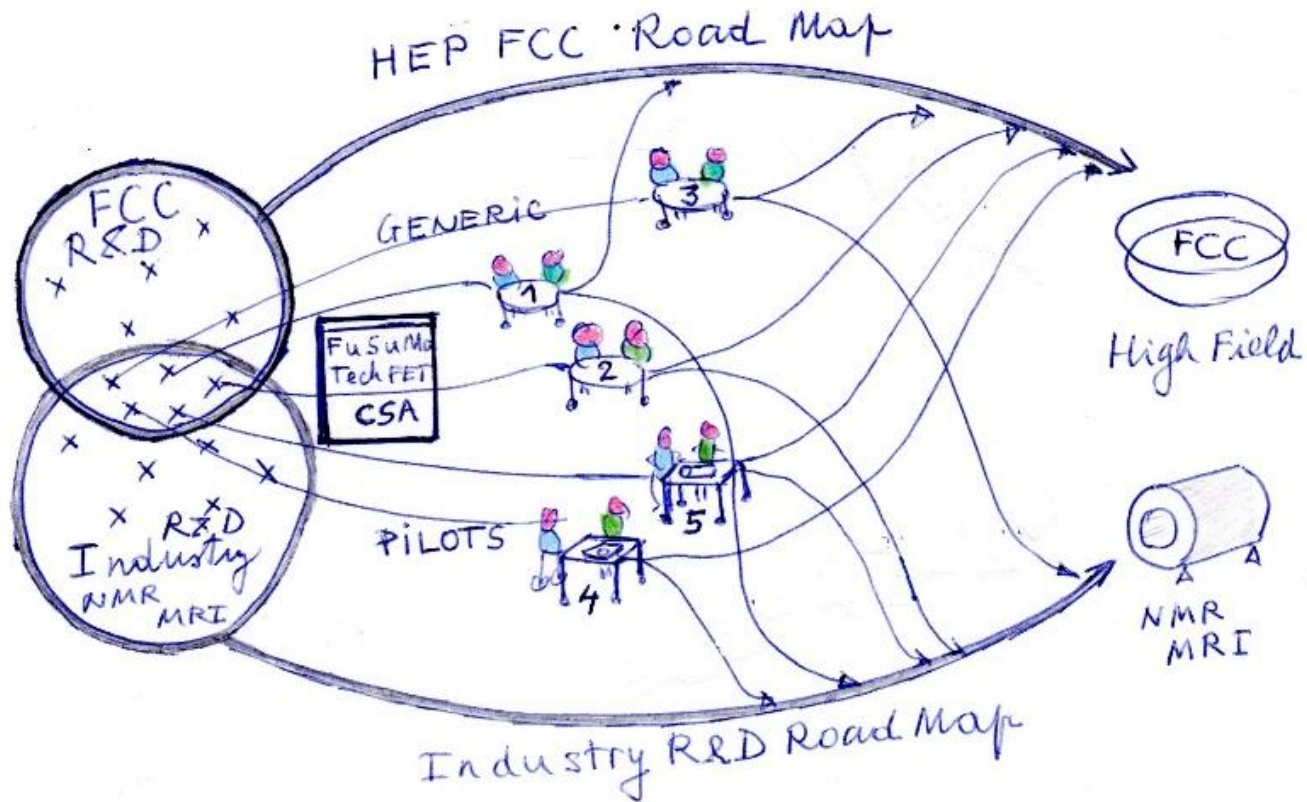 HEP FCC Road Map
FCC
R&D
GENERIC
3
FCC
1
High Field
FuSuMa
TechFET
CSA
2
R&D
Industry
NMR
MRI
PiLOTS
5
4
NMR
MRI
Industry R&D Road Map